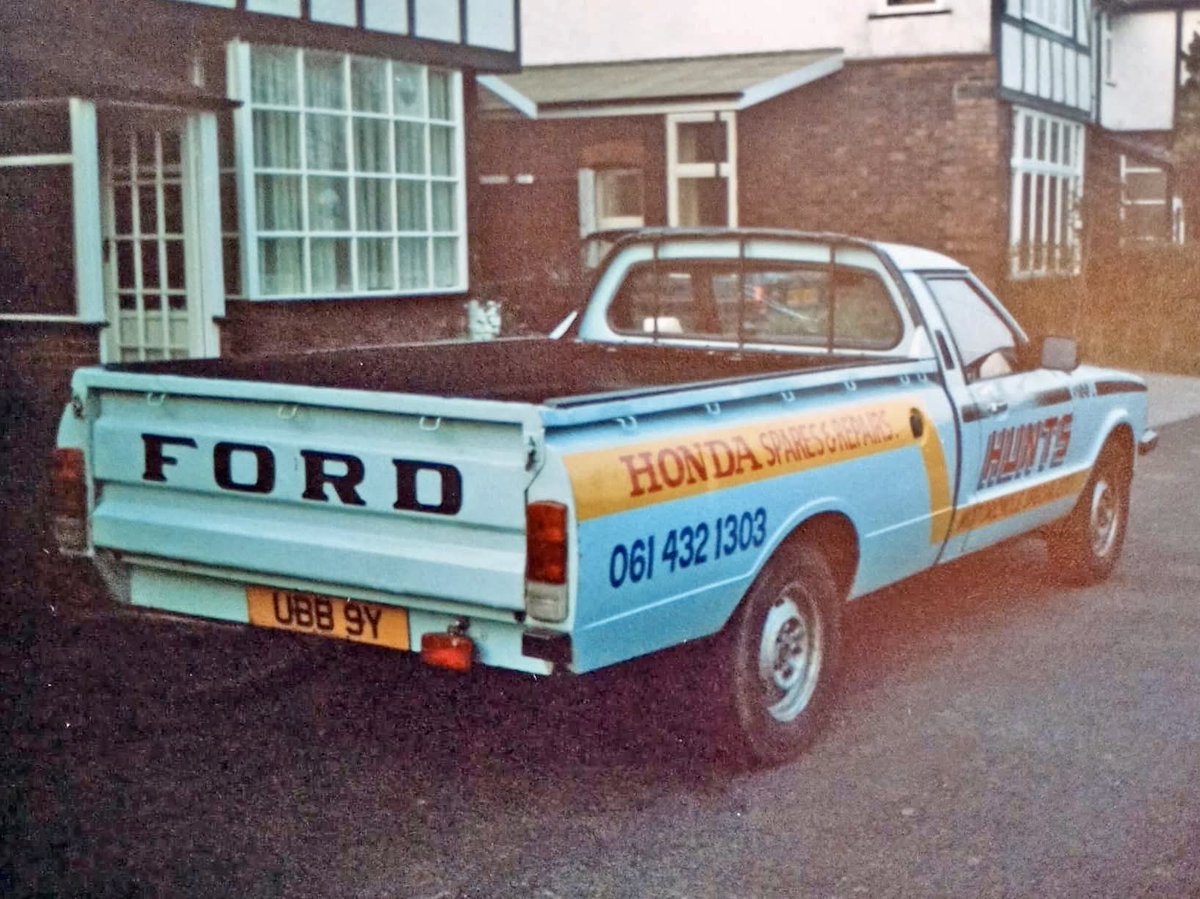 FORD
UBB 9Y
HONDA SPARES & REPAIRS.
061 432 1303
HUNTS